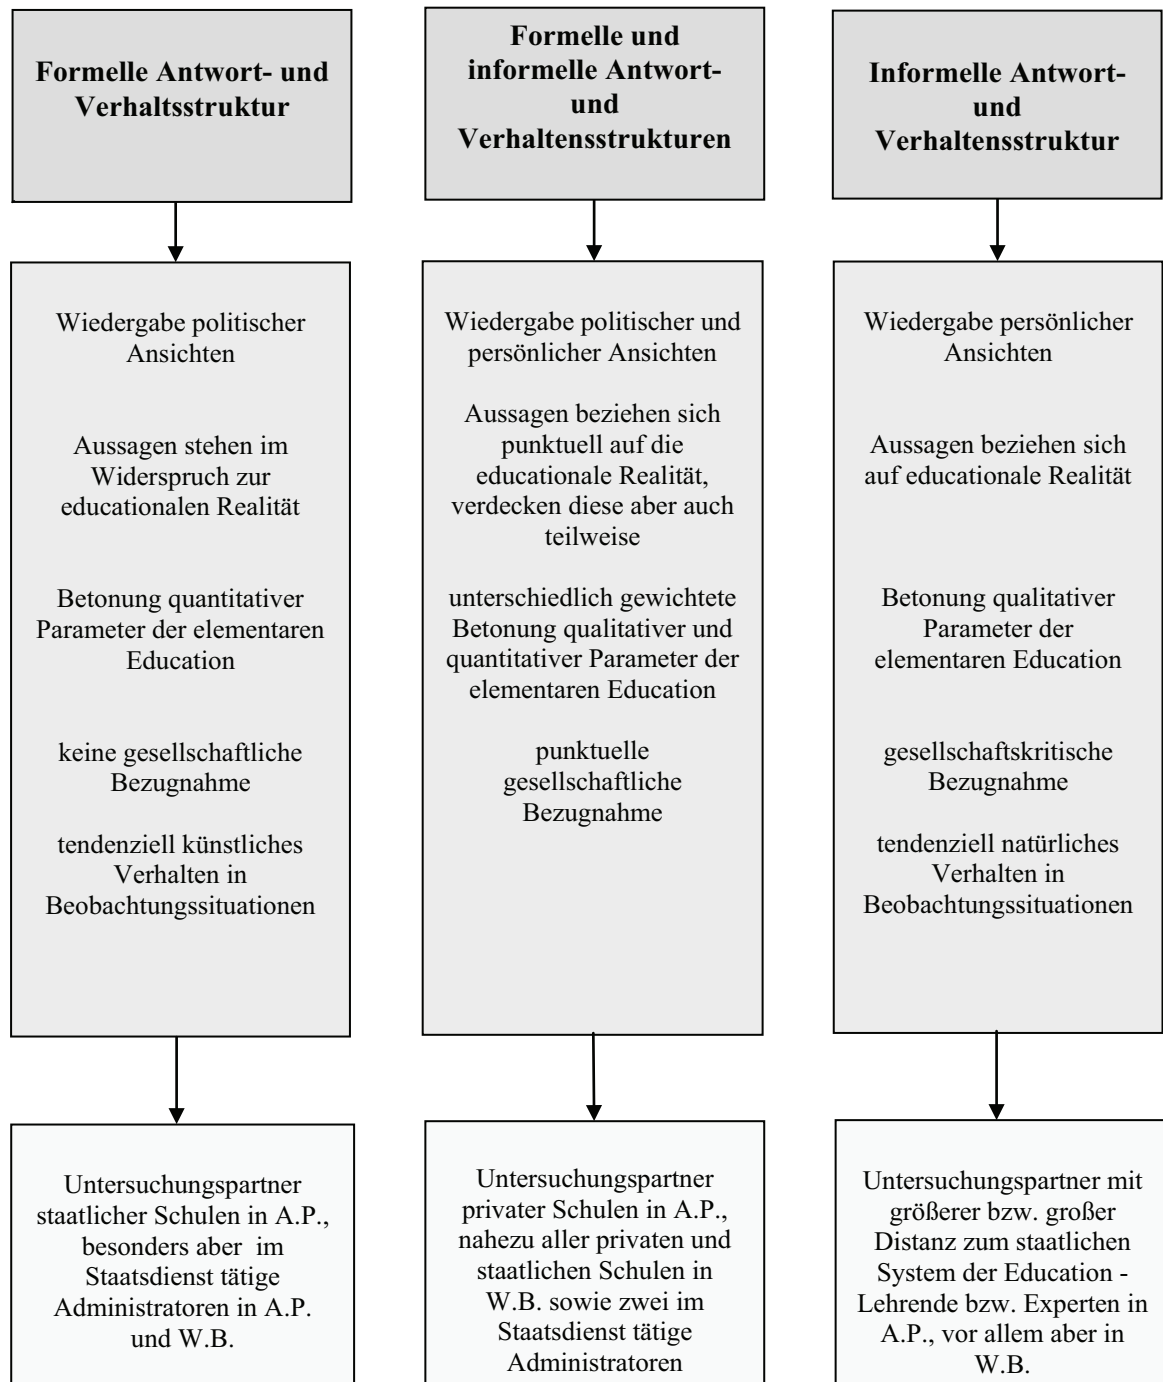 Formelle Antwort- und
Verhaltsstruktur
Wiedergabe politischer
Ansichten
Aussagen stehen im
Widerspruch zur
educationalen Realität
Betonung quantitativer
Parameter der elementaren
Education
keine gesellschaftliche
Bezugnahme
tendenziell künstliches
Verhalten in
Beobachtungssituationen
Untersuchungspartner
staatlicher Schulen in A.P.,
besonders aber im
Staatsdienst tätige
Administratoren in A.P.
und W.B.
Formelle und
informelle Antwort-
und
Verhaltensstrukturen
Wiedergabe politischer und
persönlicher Ansichten
Aussagen beziehen sich
punktuell auf die
educationale Realität,
verdecken diese aber auch
teilweise
unterschiedlich gewichtete
Betonung qualitativer und
quantitativer Parameter der
elementaren Education
punktuelle
gesellschaftliche
Bezugnahme
Untersuchungspartner
privater Schulen in A.P.,
nahezu aller privaten und
staatlichen Schulen in
W.B. sowie zwei im
Staatsdienst tätige
Administratoren
Informelle Antwort-
und
Verhaltensstruktur
Wiedergabe persönlicher
Ansichten
Aussagen beziehen sich
auf educationale Realität
Betonung qualitativer
Parameter der
elementaren Education
gesellschaftskritische
Bezugnahme
tendenziell natürliches
Verhalten in
Beobachtungssituationen
Untersuchungspartner mit
größerer bzw. großer
Distanz zum staatlichen
System der Education -
Lehrende bzw. Experten in
A.P., vor allem aber in
W.B.